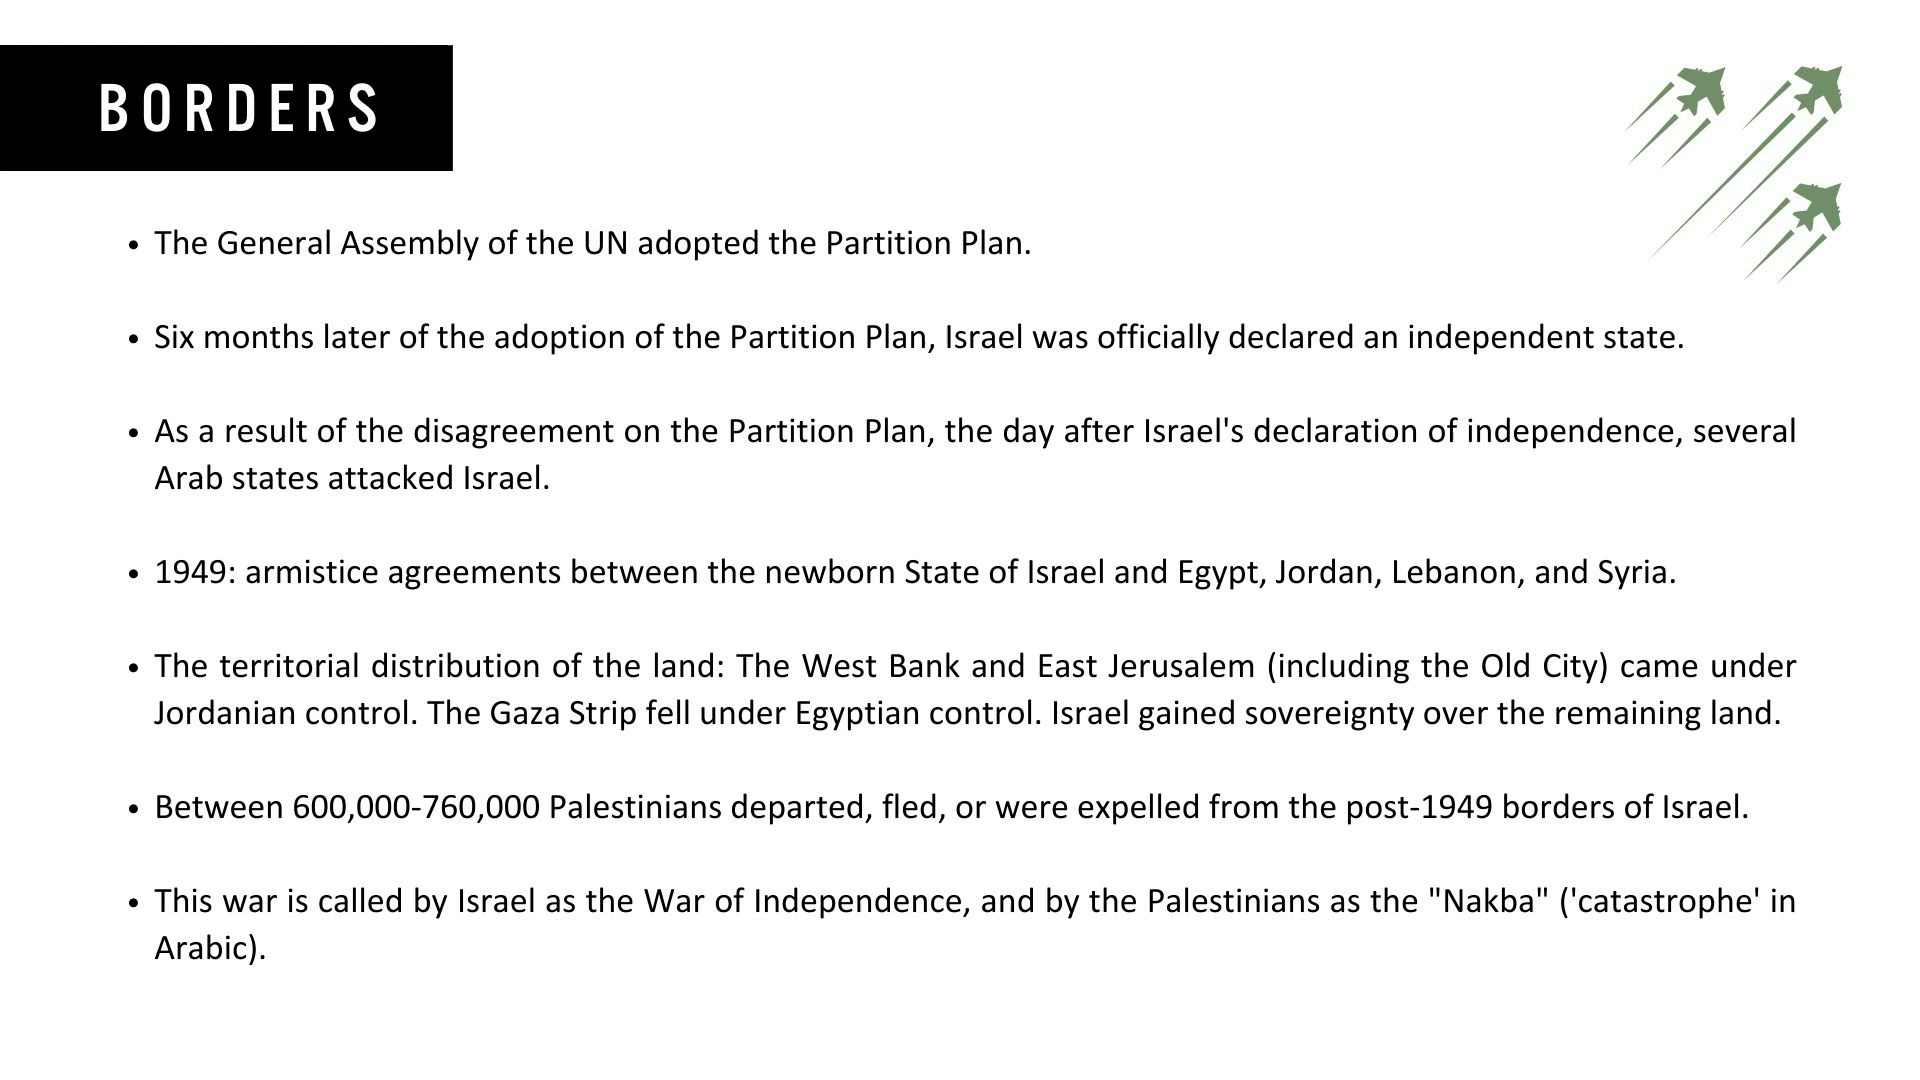 BORDERS
• The General Assembly of the UN adopted the Partition Plan.
• Six months later of the adoption of the Partition Plan, Israel was officially declared an independent state.
• As a result of the disagreement on the Partition Plan, the day after Israel's declaration of independence, several
Arab states attacked Israel.
• 1949: armistice agreements between the newborn State of Israel and Egypt, Jordan, Lebanon, and Syria.
• The territorial distribution of the land: The West Bank and East Jerusalem (including the Old City) came under
Jordanian control. The Gaza Strip fell under Egyptian control. Israel gained sovereignty over the remaining land.
• Between 600,000-760,000 Palestinians departed, fled, or were expelled from the post-1949 borders of Israel.
• This war is called by Israel as the War of Independence, and by the Palestinians as the "Nakba" ('catastrophe' in
Arabic).